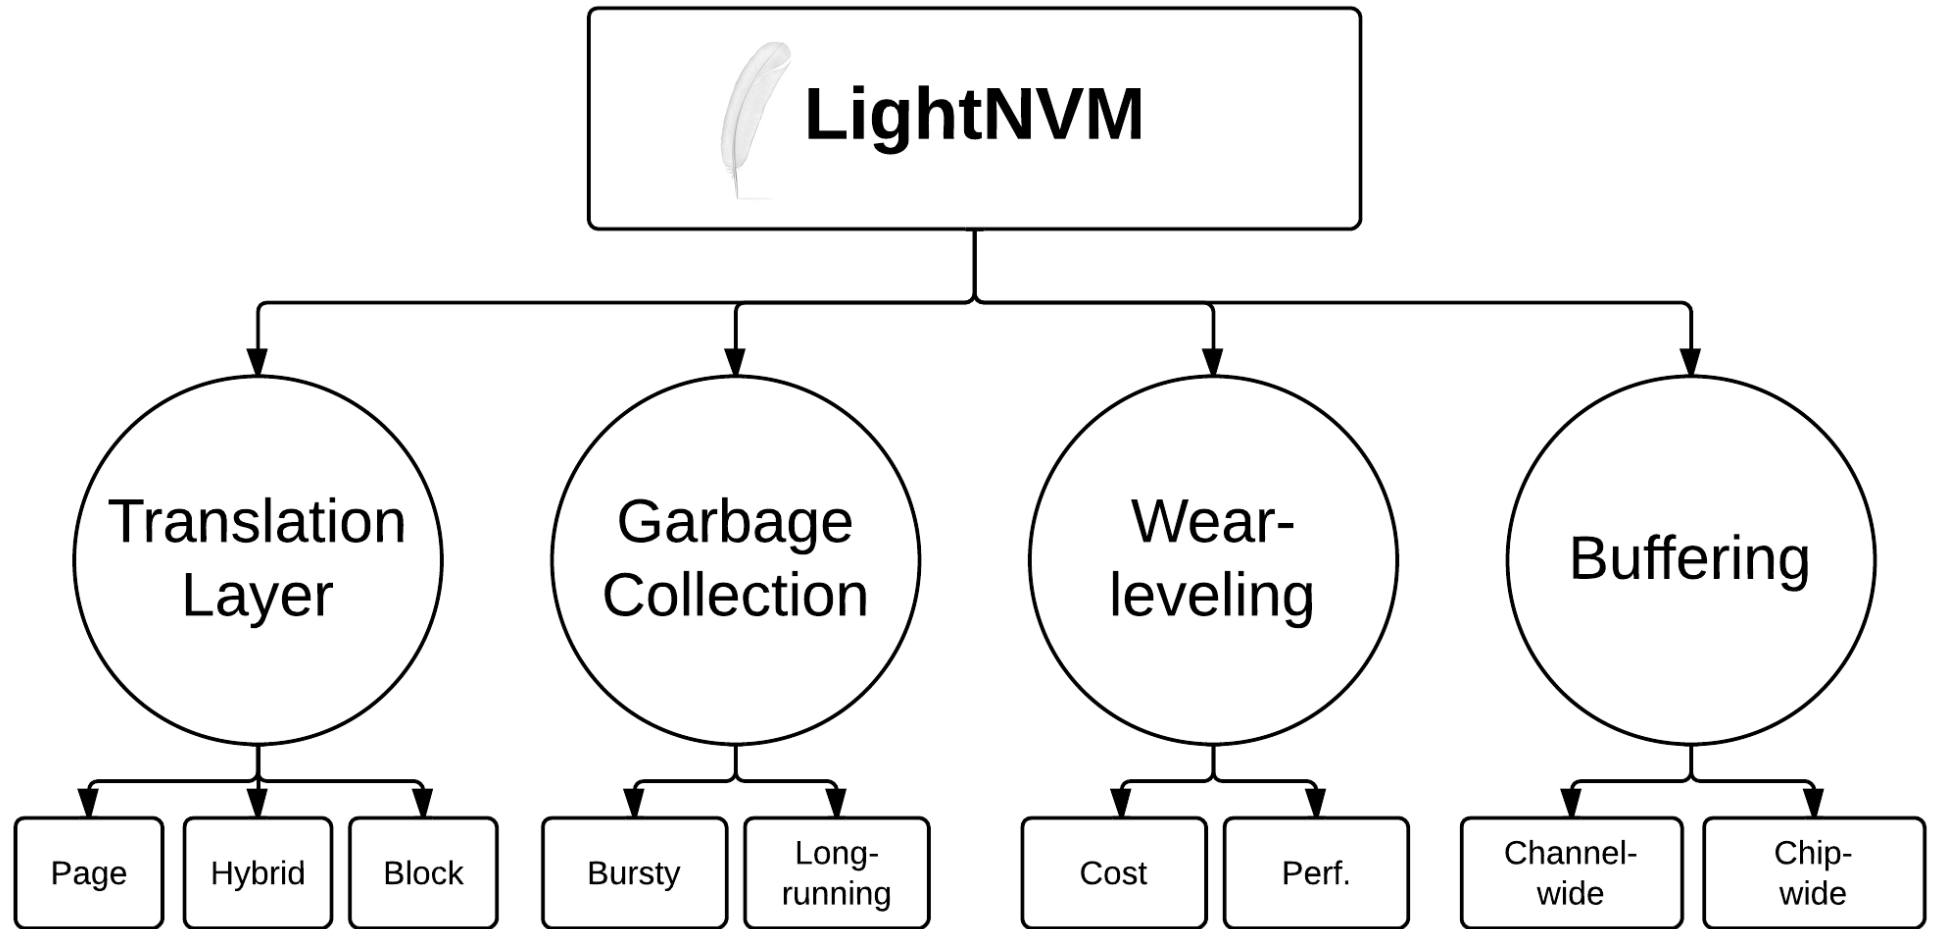 LightNVM
Translation
Layer
Garbage
Collection
Wear-
leveling
Buffering
Page
Hybrid
Block
Bursty
Long-
running
Cost
Perf.
Channel-
wide
Chip-
wide